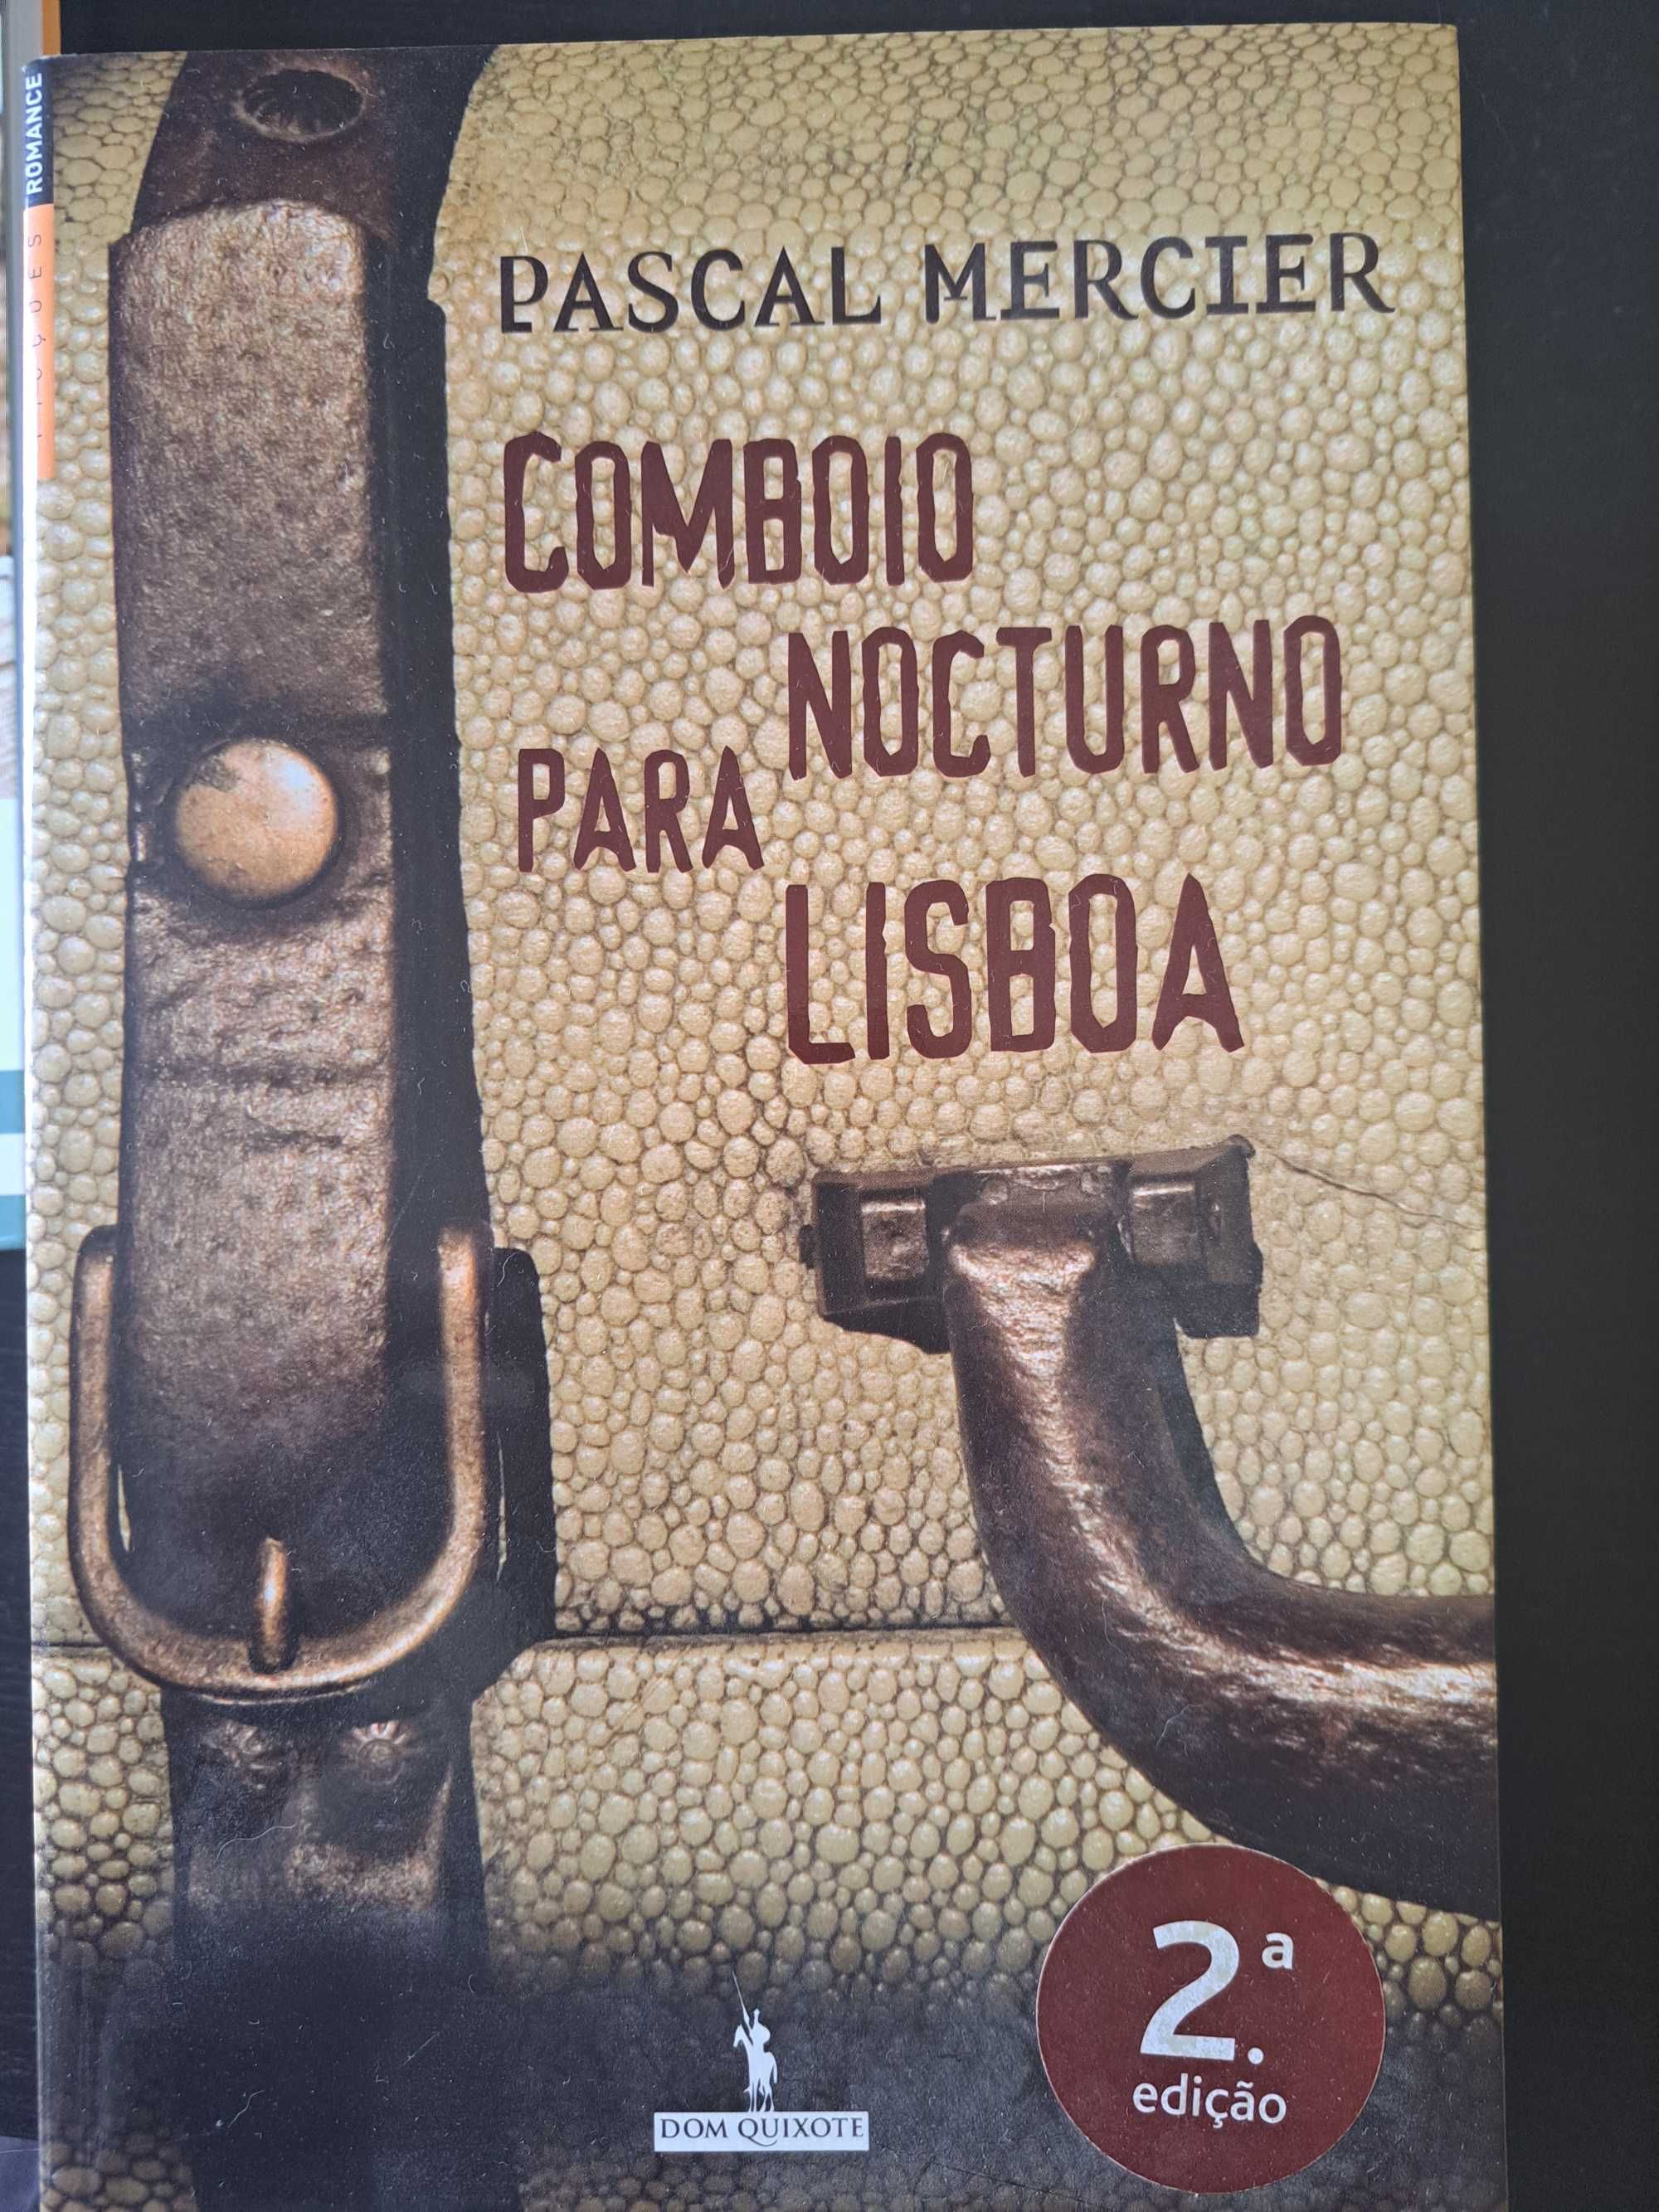 ROMANCE
PASCAL MERCIER
COMBOIO
NOCTURNO
PARA
LISBOA
2.ª
edição
DOM QUIXOTE